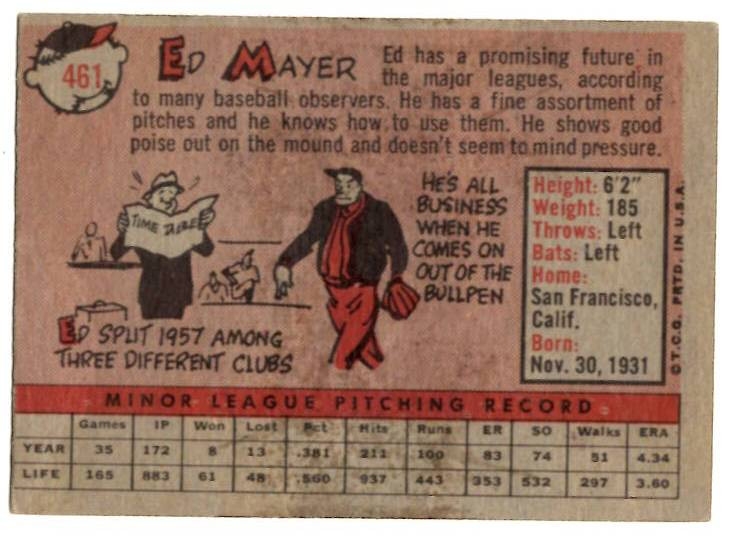 461
ED MAYER
Ed has a promising future in
the major leagues, according
to many baseball observers. He has a fine assortment of
pitches and he knows how to use them. He shows good
poise out on the mound and doesn't seem to mind pressure.
TIME TABLE
ED SPLIT 1957 AMONG
THREE DIFFERENT CLUBS
HE'S ALL
BUSINESS
WHEN HE
COMES ON
OUT OF THE
BULLPEN
Height: 6'2"
Weight: 185
Throws: Left
Bats: Left
Home:
San Francisco,
Calif.
Born:
Nov. 30, 1931
©T.C.G. PRTD. IN U.S.A.
MINOR LEAGUE PITCHING RECORD
Games IP Won Lost Pct Hits Runs ER SO Walks ERA
YEAR 35 172 8 13 .381 211 100 83 74 51 4.34
LIFE 165 883 61 48 .560 937 443 353 532 297 3.60